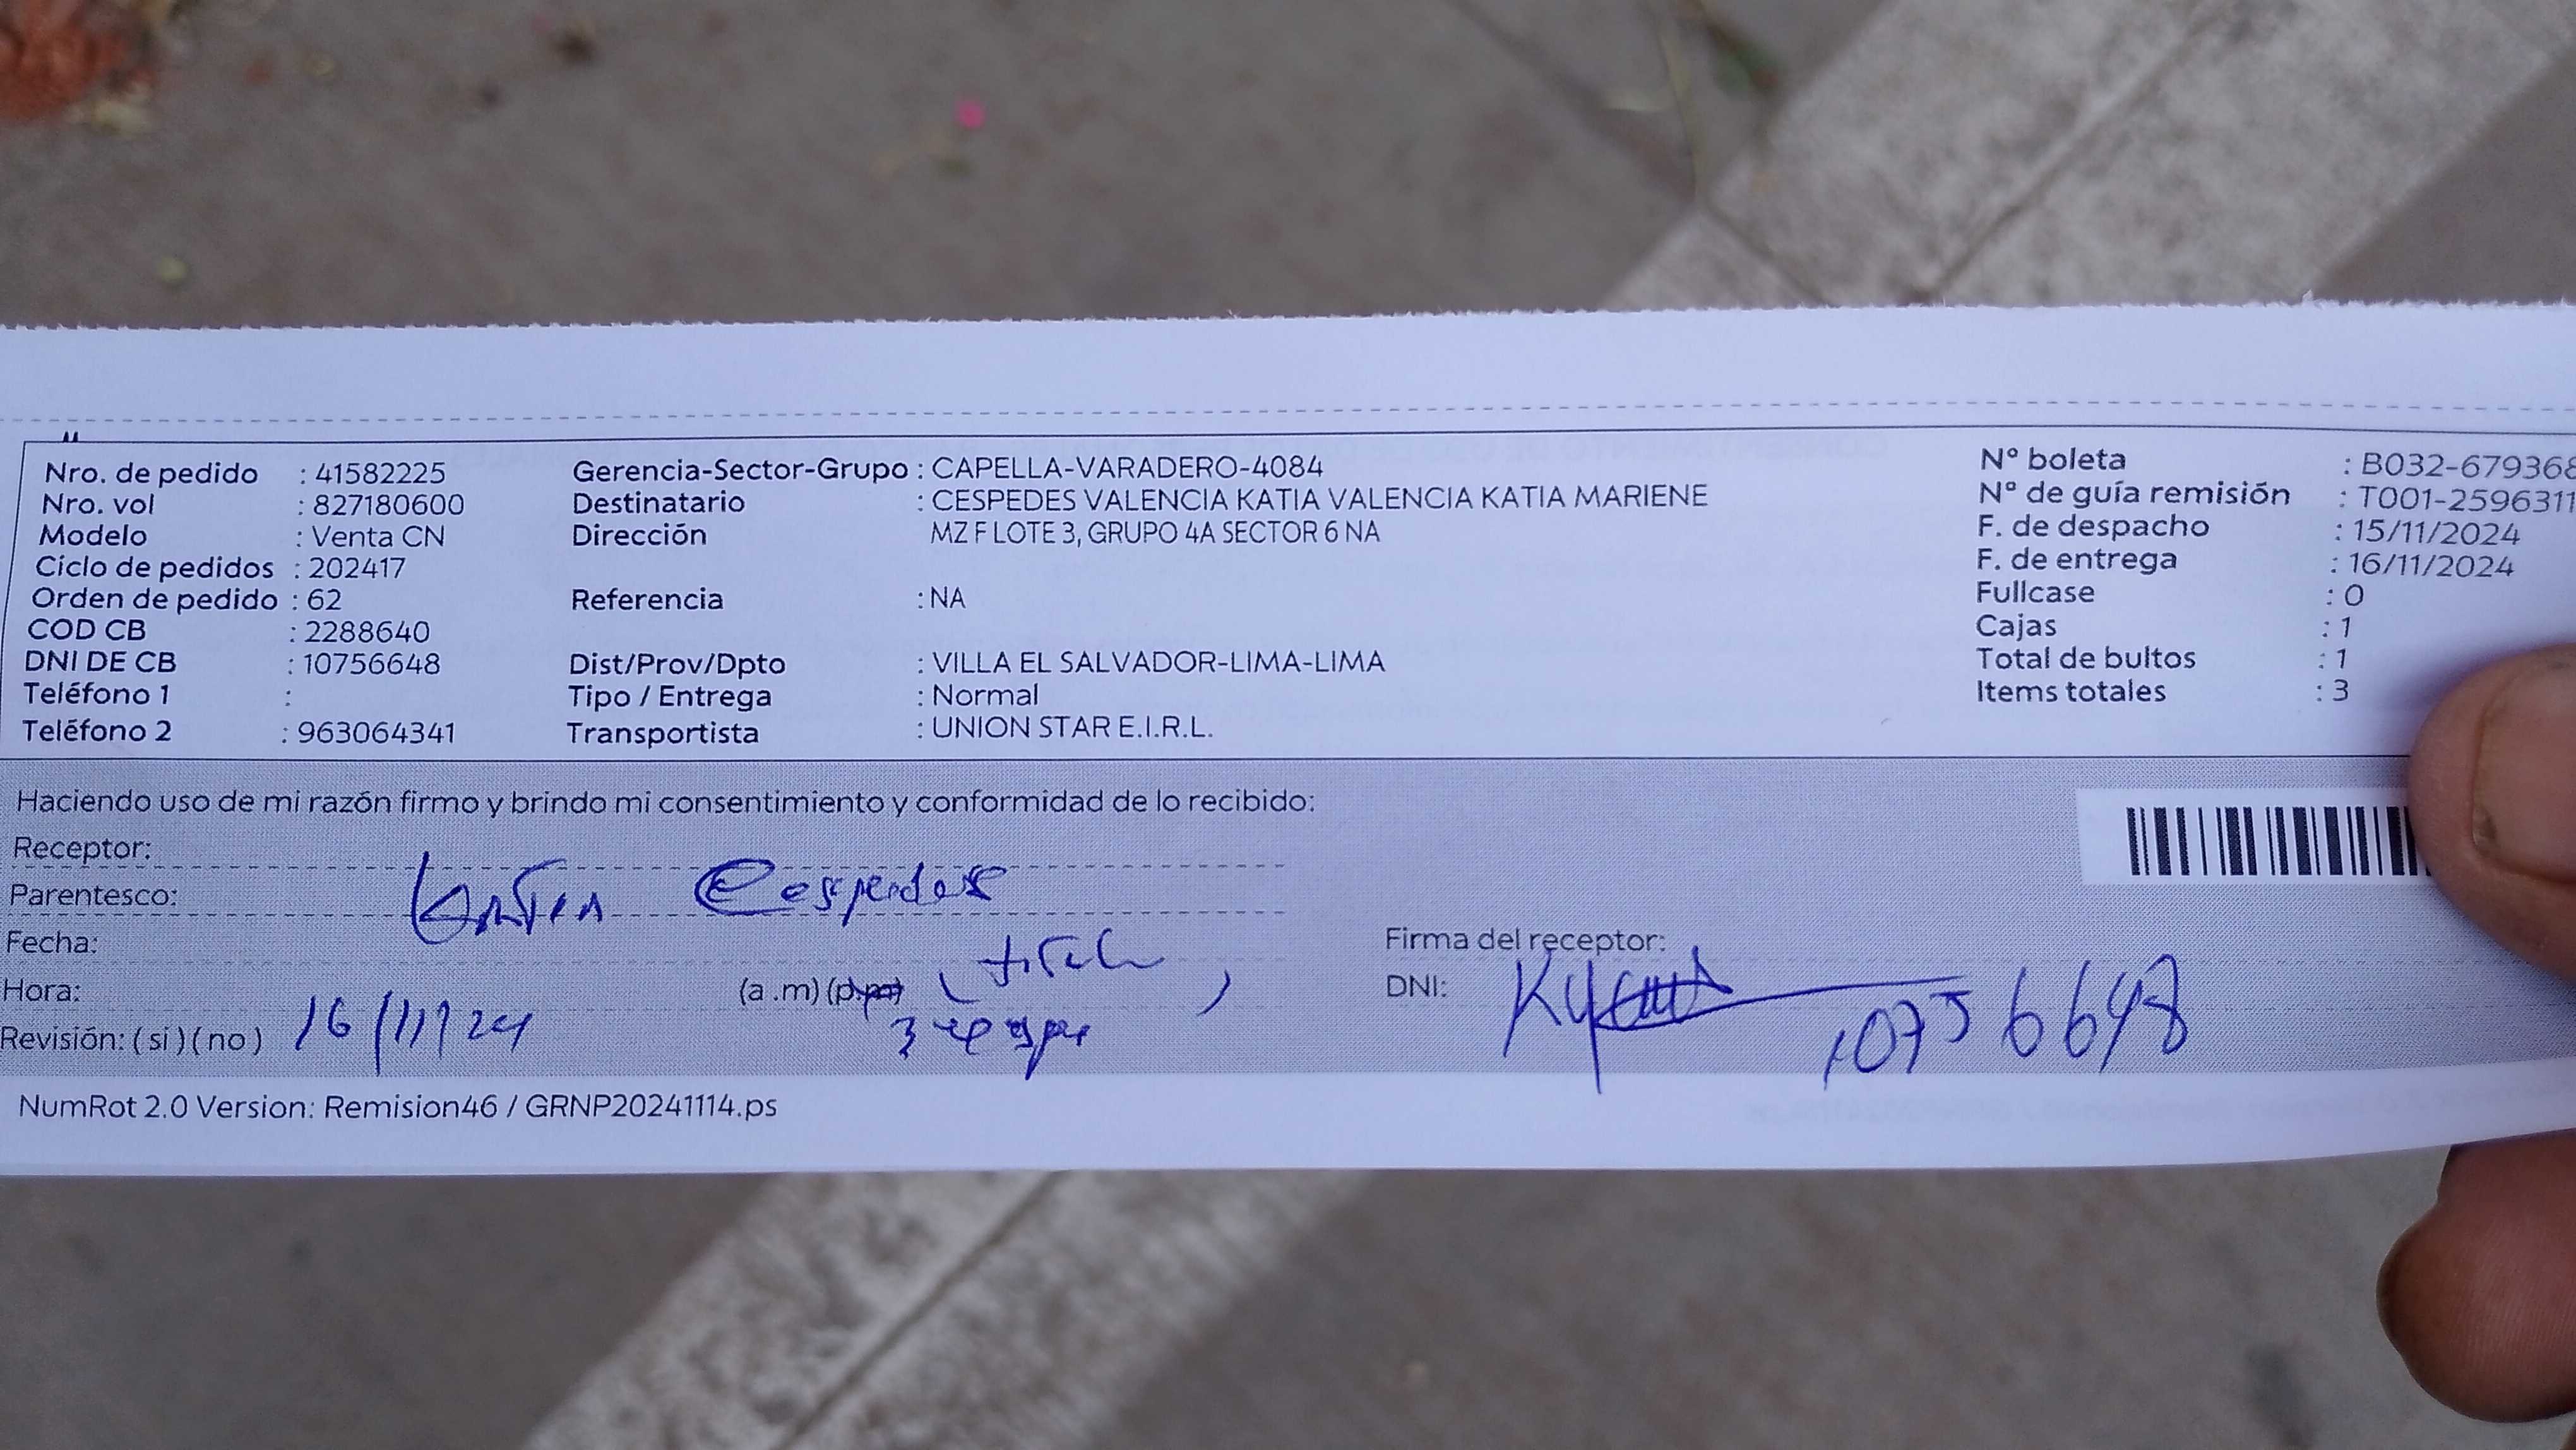 Nro. de pedido : 41582225 Gerencia-Sector-Grupo : CAPELLA-VARADERO-4084 Nº boleta : B032-679368
Nro. vol : 827180600 Destinatario : CESPEDES VALENCIA KATIA VALENCIA KATIA MARIENE Nº de guía remisión : T001-2596311
Modelo : Venta CN Dirección MZ F LOTE 3, GRUPO 4A SECTOR 6 NA F. de despacho : 15/11/2024
Ciclo de pedidos : 202417 F. de entrega : 16/11/2024
Orden de pedido : 62 Referencia : NA Fullcase : 0
COD CB : 2288640 Cajas : 1
DNI DE CB : 10756648 Dist/Prov/Dpto : VILLA EL SALVADOR-LIMA-LIMA Total de bultos : 1
Teléfono 1 : Tipo / Entrega : Normal Items totales : 3
Teléfono 2 : 963064341 Transportista : UNION STAR E.I.R.L.
Haciendo uso de mi razón firmo y brindo mi consentimiento y conformidad de lo recibido:
Receptor:
Parentesco: Katia Cespedes
Fecha: Firma del receptor:
Hora: (a .m) (p.m) DNI: 10756648
Revisión: ( si ) ( no ) 16/11/24
NumRot 2.0 Version: Remision46 / GRNP20241114.ps